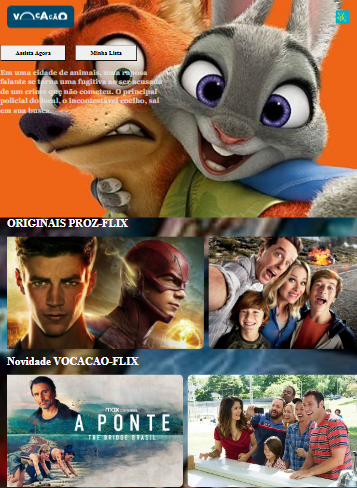 VOCAÇÃO
Assista Agora
Minha Lista
Em uma cidade de animais, uma raposa
falante se torna uma fugitiva ao ser acusada
de um crime que não cometeu. O principal
policial do local, o incontestável coelho, sai
em sua busca.
ORIGINAIS PROZ-FLIX
Novidade VOCACAO-FLIX
max
A PONTE
THE BRIDGE BRASIL